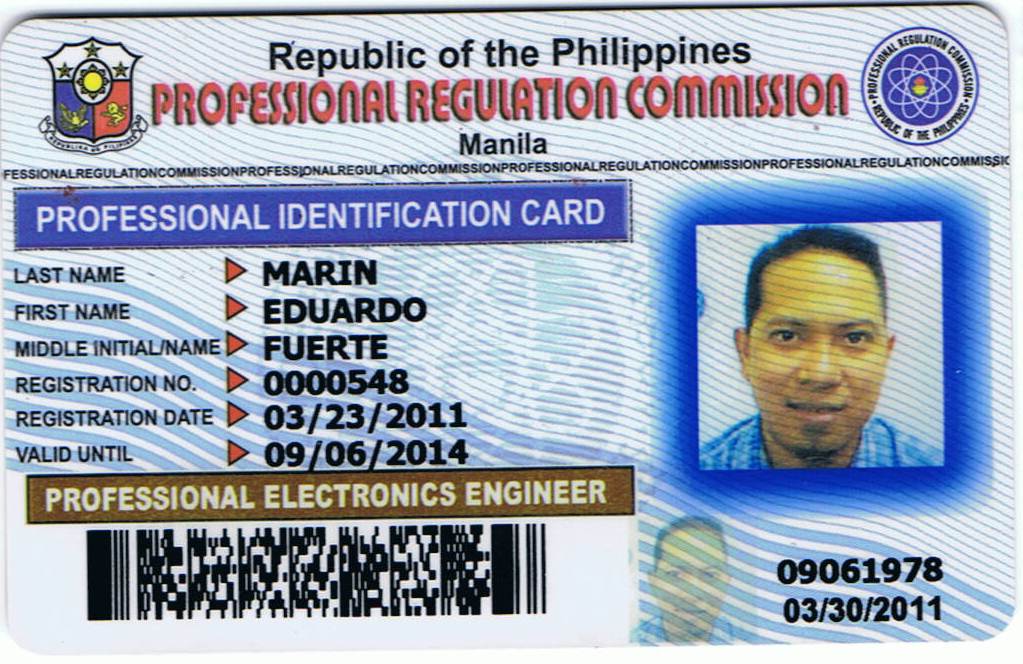 Republic of the Philippines
PROFESSIONAL REGULATION COMMISSION
Manila
REPUBLIKA NG PILIPINAS
PROFESSIONAL REGULATION COMMISSION
REPUBLIC OF THE PHILIPPINES
FESSIONALREGULATIONCOMMISSIONPROFESSIONALREGULATIONCOMMISSIONPROFESSIONALREGULATIONCOMMISSIONPROFESSIONALREGULATIONCOMMISSIO
PROFESSIONAL IDENTIFICATION CARD
LAST NAME MARIN
FIRST NAME EDUARDO
MIDDLE INITIAL/NAME FUERTE
REGISTRATION NO. 0000548
REGISTRATION DATE 03/23/2011
VALID UNTIL 09/06/2014
PROFESSIONAL ELECTRONICS ENGINEER
09061978
03/30/2011